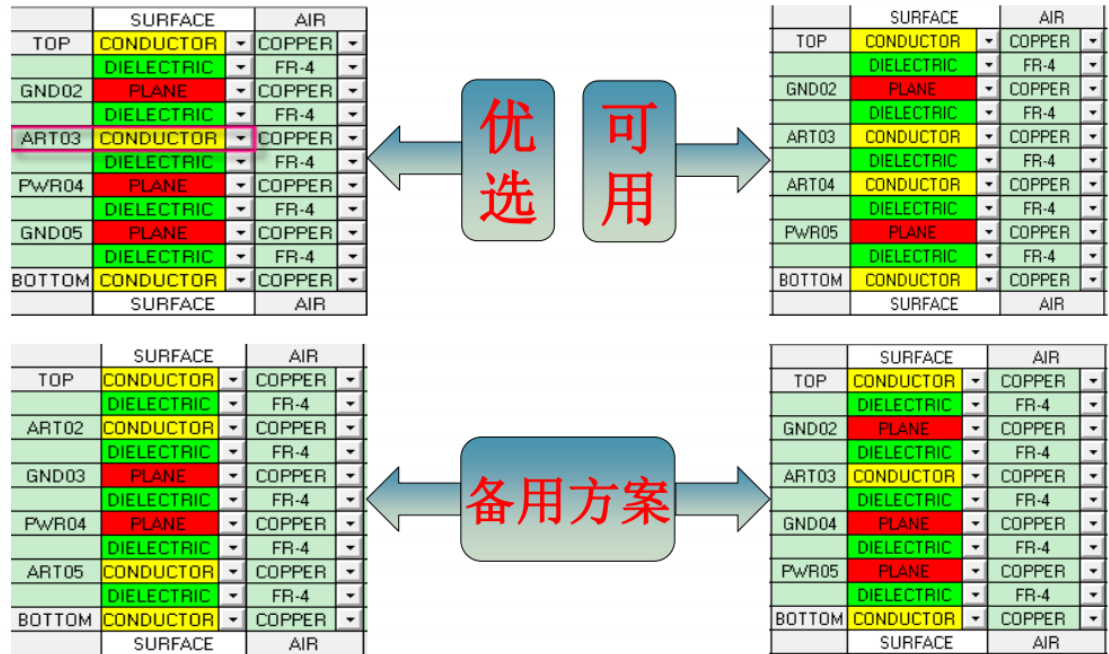 SURFACE AIR
TOP CONDUCTOR COPPER
DIELECTRIC FR-4
GND02 PLANE COPPER
DIELECTRIC FR-4
ART03 CONDUCTOR COPPER
DIELECTRIC FR-4
PWR04 PLANE COPPER
DIELECTRIC FR-4
GND05 PLANE COPPER
DIELECTRIC FR-4
BOTTOM CONDUCTOR COPPER
SURFACE AIR
优选
可用
SURFACE AIR
TOP CONDUCTOR COPPER
DIELECTRIC FR-4
GND02 PLANE COPPER
DIELECTRIC FR-4
ART03 CONDUCTOR COPPER
DIELECTRIC FR-4
ART04 CONDUCTOR COPPER
DIELECTRIC FR-4
PWR05 PLANE COPPER
DIELECTRIC FR-4
BOTTOM CONDUCTOR COPPER
SURFACE AIR
SURFACE AIR
TOP CONDUCTOR COPPER
DIELECTRIC FR-4
ART02 CONDUCTOR COPPER
DIELECTRIC FR-4
GND03 PLANE COPPER
DIELECTRIC FR-4
PWR04 PLANE COPPER
DIELECTRIC FR-4
ART05 CONDUCTOR COPPER
DIELECTRIC FR-4
BOTTOM CONDUCTOR COPPER
SURFACE AIR
备用方案
SURFACE AIR
TOP CONDUCTOR COPPER
DIELECTRIC FR-4
GND02 PLANE COPPER
DIELECTRIC FR-4
ART03 CONDUCTOR COPPER
DIELECTRIC FR-4
GND04 PLANE COPPER
DIELECTRIC FR-4
PWR05 PLANE COPPER
DIELECTRIC FR-4
BOTTOM CONDUCTOR COPPER
SURFACE AIR